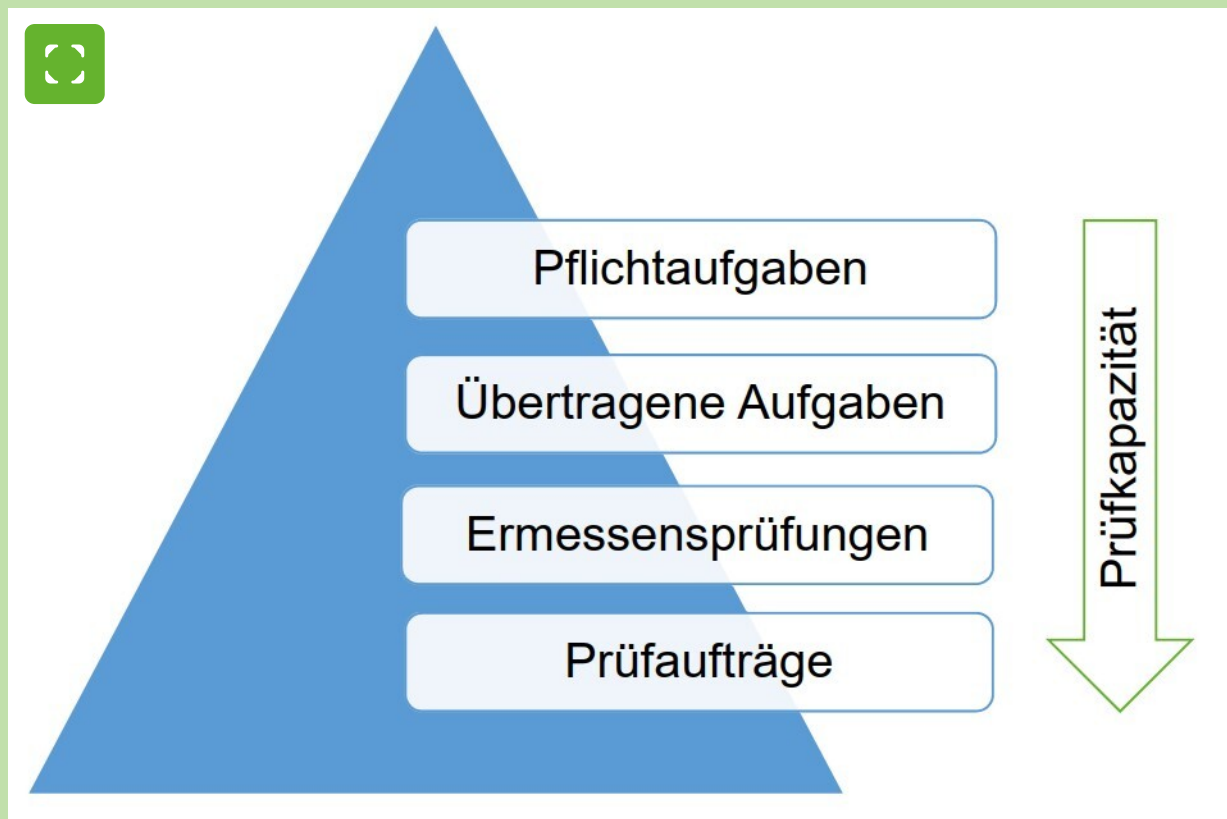 Pflichtaufgaben
Übertragene Aufgaben
Ermessensprüfungen
Prüfaufträge
Prüfkapazität